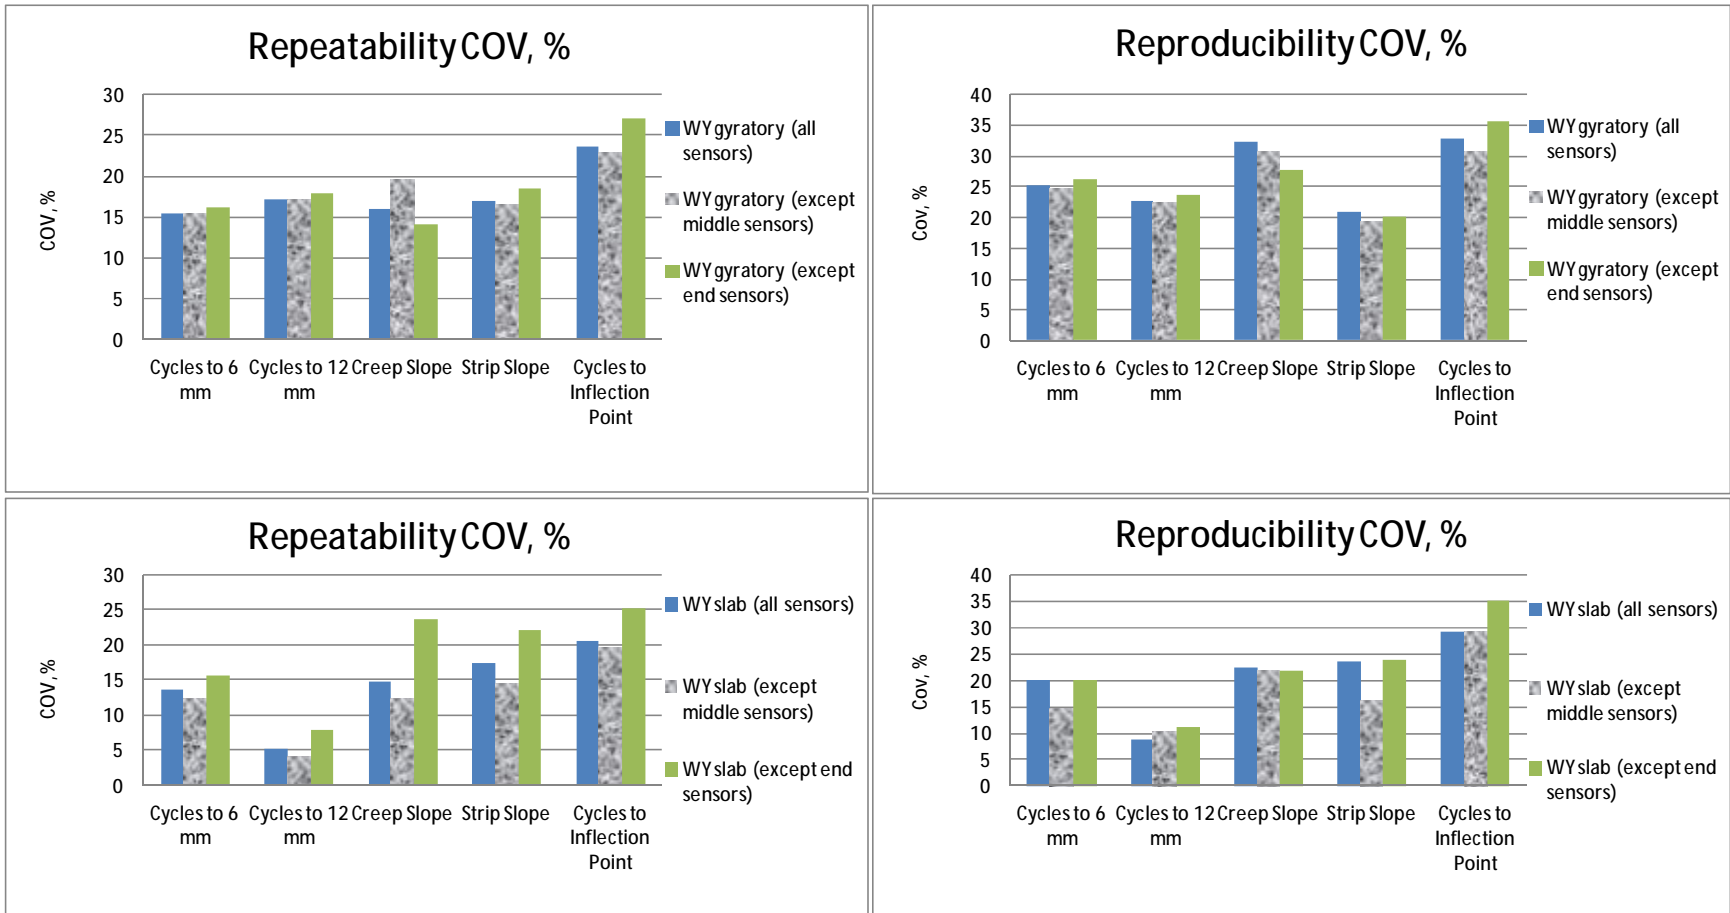 Repeatability COV, %
30
25
20
15
10
5
0
COV, %
Cycles to 6
mm
Cycles to 12
mm
Creep Slope
Strip Slope
Cycles to
Inflection
Point
WY gyratory (all
sensors)
WY gyratory (except
middle sensors)
WY gyratory (except
end sensors)
Reproducibility COV, %
40
35
30
25
20
15
10
5
0
Cov, %
Cycles to 6
mm
Cycles to 12
mm
Creep Slope
Strip Slope
Cycles to
Inflection
Point
WY gyratory (all
sensors)
WY gyratory (except
middle sensors)
WY gyratory (except
end sensors)
Repeatability COV, %
30
25
20
15
10
5
0
COV, %
Cycles to 6
mm
Cycles to 12
mm
Creep Slope
Strip Slope
Cycles to
Inflection
Point
WY slab (all sensors)
WY slab (except
middle sensors)
WY slab (except end
sensors)
Reproducibility COV, %
40
35
30
25
20
15
10
5
0
Cov, %
Cycles to 6
mm
Cycles to 12
mm
Creep Slope
Strip Slope
Cycles to
Inflection
Point
WY slab (all sensors)
WY slab (except
middle sensors)
WY slab (except end
sensors)